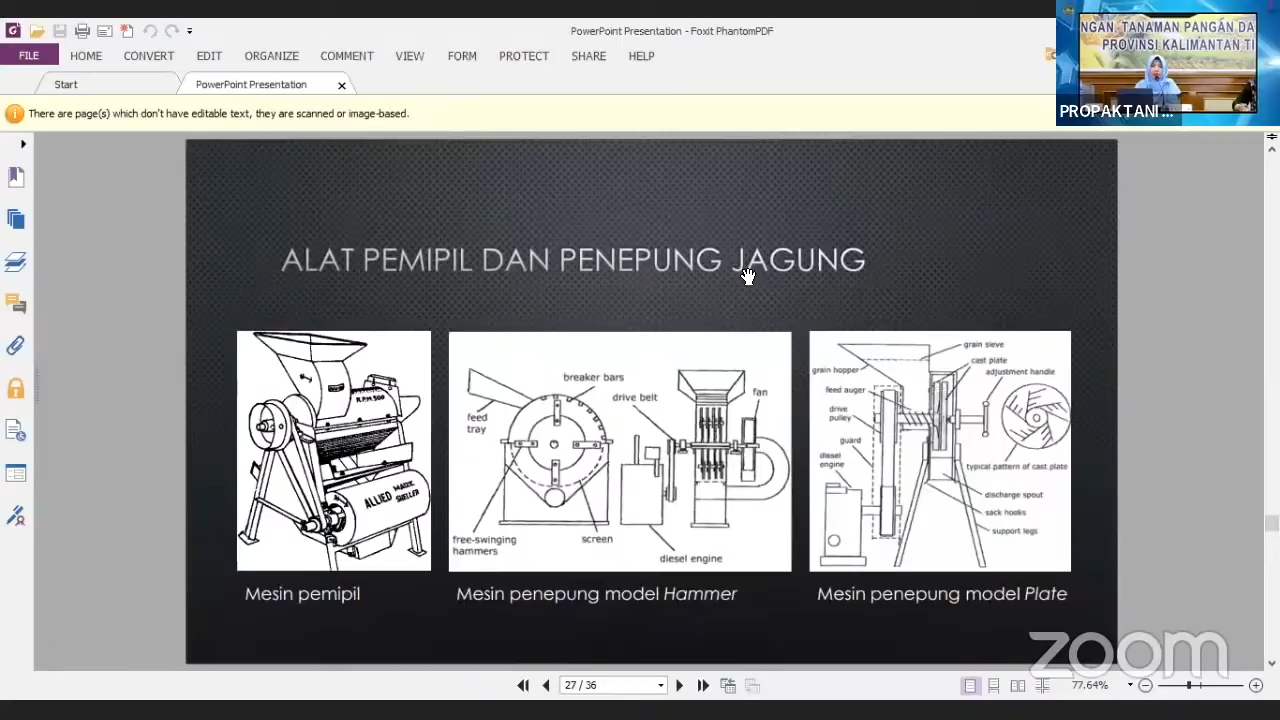 PowerPoint Presentation - Foxit PhantomPDF
FILE HOME CONVERT EDIT ORGANIZE COMMENT VIEW FORM PROTECT SHARE HELP
Start
PowerPoint Presentation
There are page(s) which don't have editable text, they are scanned or image-based.
NGAN TANAMAN PANGAN DA
PROVINSI KALIMANTAN TI
PROPAKTANI ...
ALAT PEMIPIL DAN PENEPUNG JAGUNG
R.P.M 500
ALLIED MAIZE SHELLER
Mesin pemipil
breaker bars
drive belt
fan
feed tray
free-swinging hammers
screen
diesel engine
Mesin penepung model Hammer
grain sieve
cast plate
grain hopper
adjustment handle
feed auger
drive pulley
guard
diesel engine
typical pattern of cast plate
discharge spout
sack hooks
support legs
Mesin penepung model Plate
zoom
27 / 36
77.64%